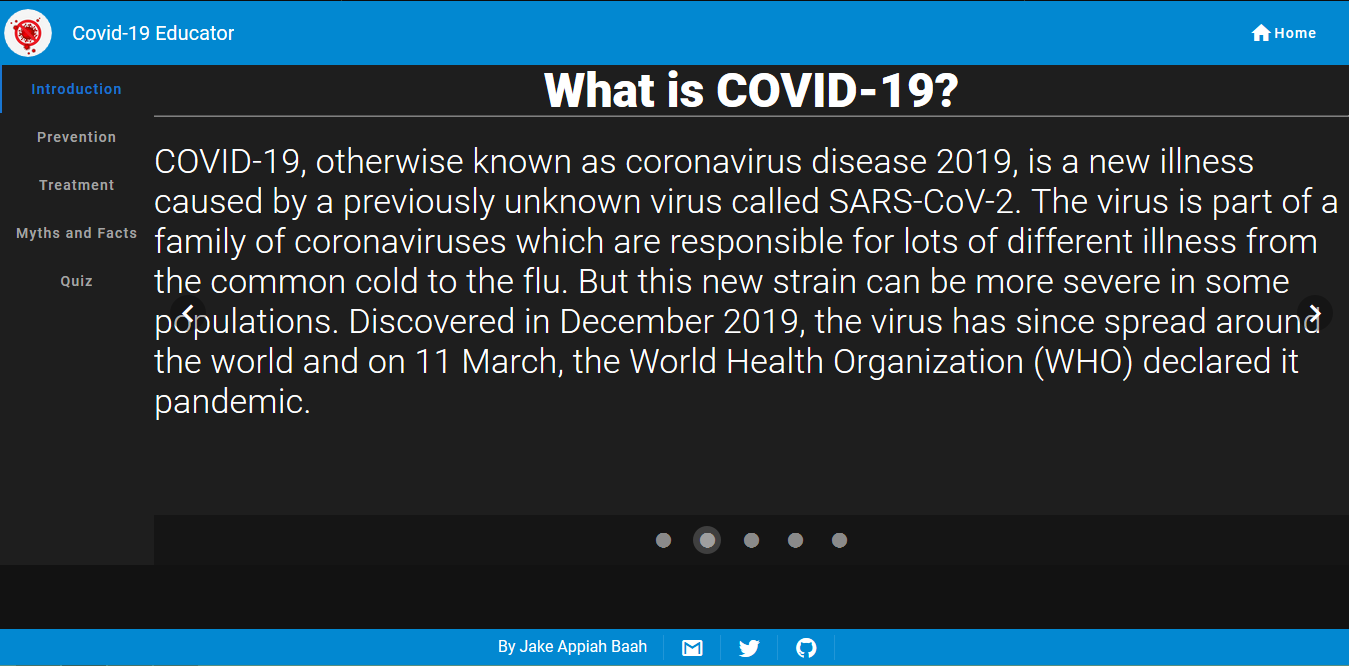 Covid-19 Educator
Home
Introduction
Prevention
Treatment
Myths and Facts
Quiz
What is COVID-19?
COVID-19, otherwise known as coronavirus disease 2019, is a new illness
caused by a previously unknown virus called SARS-CoV-2. The virus is part of a
family of coronaviruses which are responsible for lots of different illness from
the common cold to the flu. But this new strain can be more severe in some
populations. Discovered in December 2019, the virus has since spread around
the world and on 11 March, the World Health Organization (WHO) declared it
pandemic.
By Jake Appiah Baah